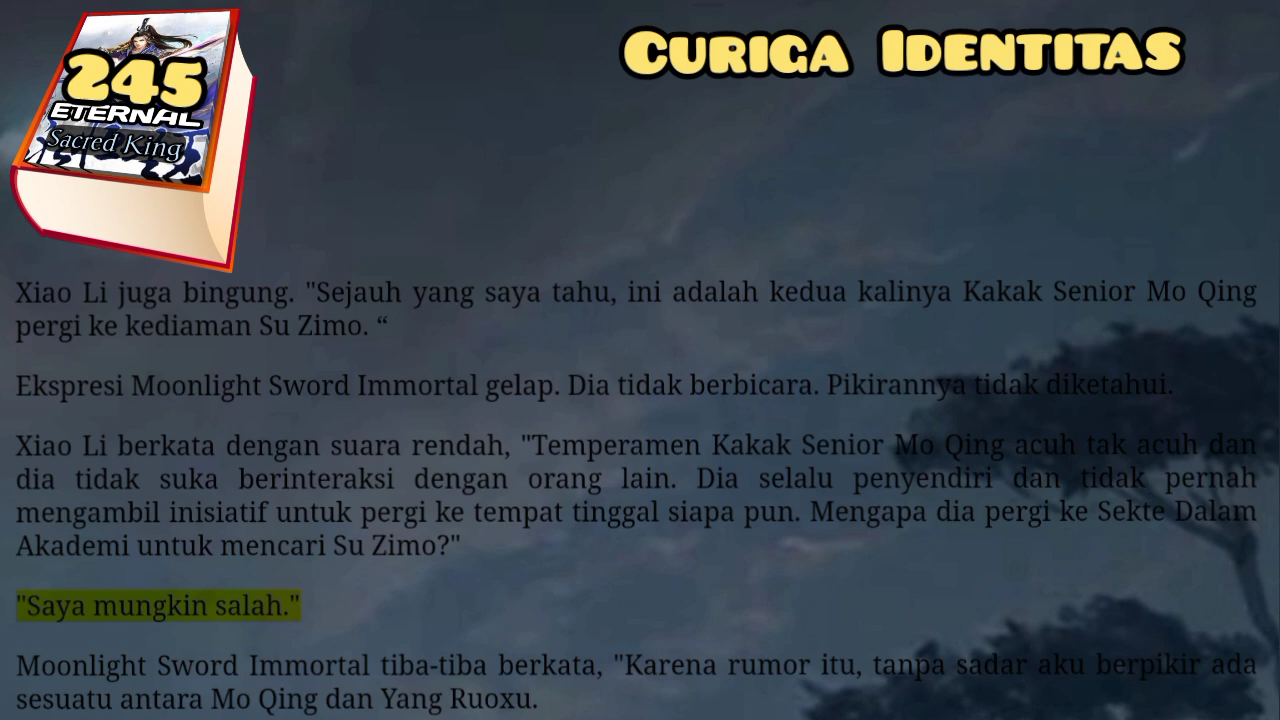 245
ETERNAL
Sacred King
CURIGA IDENTITAS
Xiao Li juga bingung. "Sejauh yang saya tahu, ini adalah kedua kalinya Kakak Senior Mo Qing
pergi ke kediaman Su Zimo. “
Ekspresi Moonlight Sword Immortal gelap. Dia tidak berbicara. Pikirannya tidak diketahui.
Xiao Li berkata dengan suara rendah, "Temperamen Kakak Senior Mo Qing acuh tak acuh dan
dia tidak suka berinteraksi dengan orang lain. Dia selalu penyendiri dan tidak pernah
mengambil inisiatif untuk pergi ke tempat tinggal siapa pun. Mengapa dia pergi ke Sekte Dalam
Akademi untuk mencari Su Zimo?"
"Saya mungkin salah."
Moonlight Sword Immortal tiba-tiba berkata, "Karena rumor itu, tanpa sadar aku berpikir ada
sesuatu antara Mo Qing dan Yang Ruoxu.